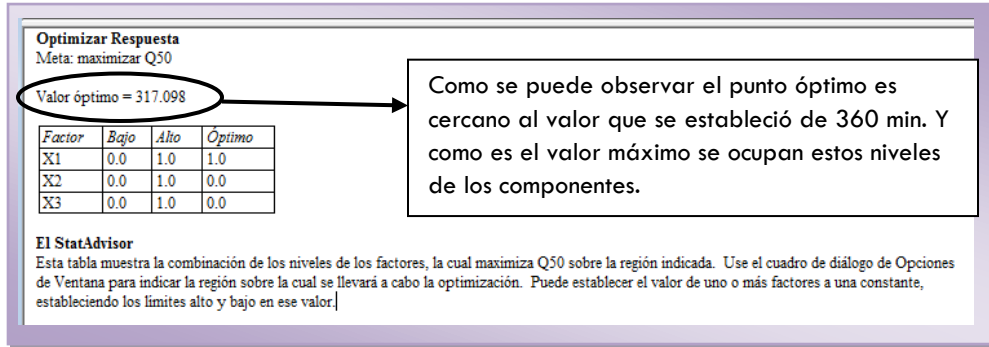 Optimizar Respuesta
Meta: maximizar Q50
Valor óptimo = 317.098
Como se puede observar el punto óptimo es
cercano al valor que se estableció de 360 min. Y
como es el valor máximo se ocupan estos niveles
de los componentes.
Factor Bajo Alto Óptimo
X1 0.0 1.0 1.0
X2 0.0 1.0 0.0
X3 0.0 1.0 0.0
El StatAdvisor
Esta tabla muestra la combinación de los niveles de los factores, la cual maximiza Q50 sobre la región indicada. Use el cuadro de diálogo de Opciones
de Ventana para indicar la región sobre la cual se llevará a cabo la optimización. Puede establecer el valor de uno o más factores a una constante,
estableciendo los límites alto y bajo en ese valor.